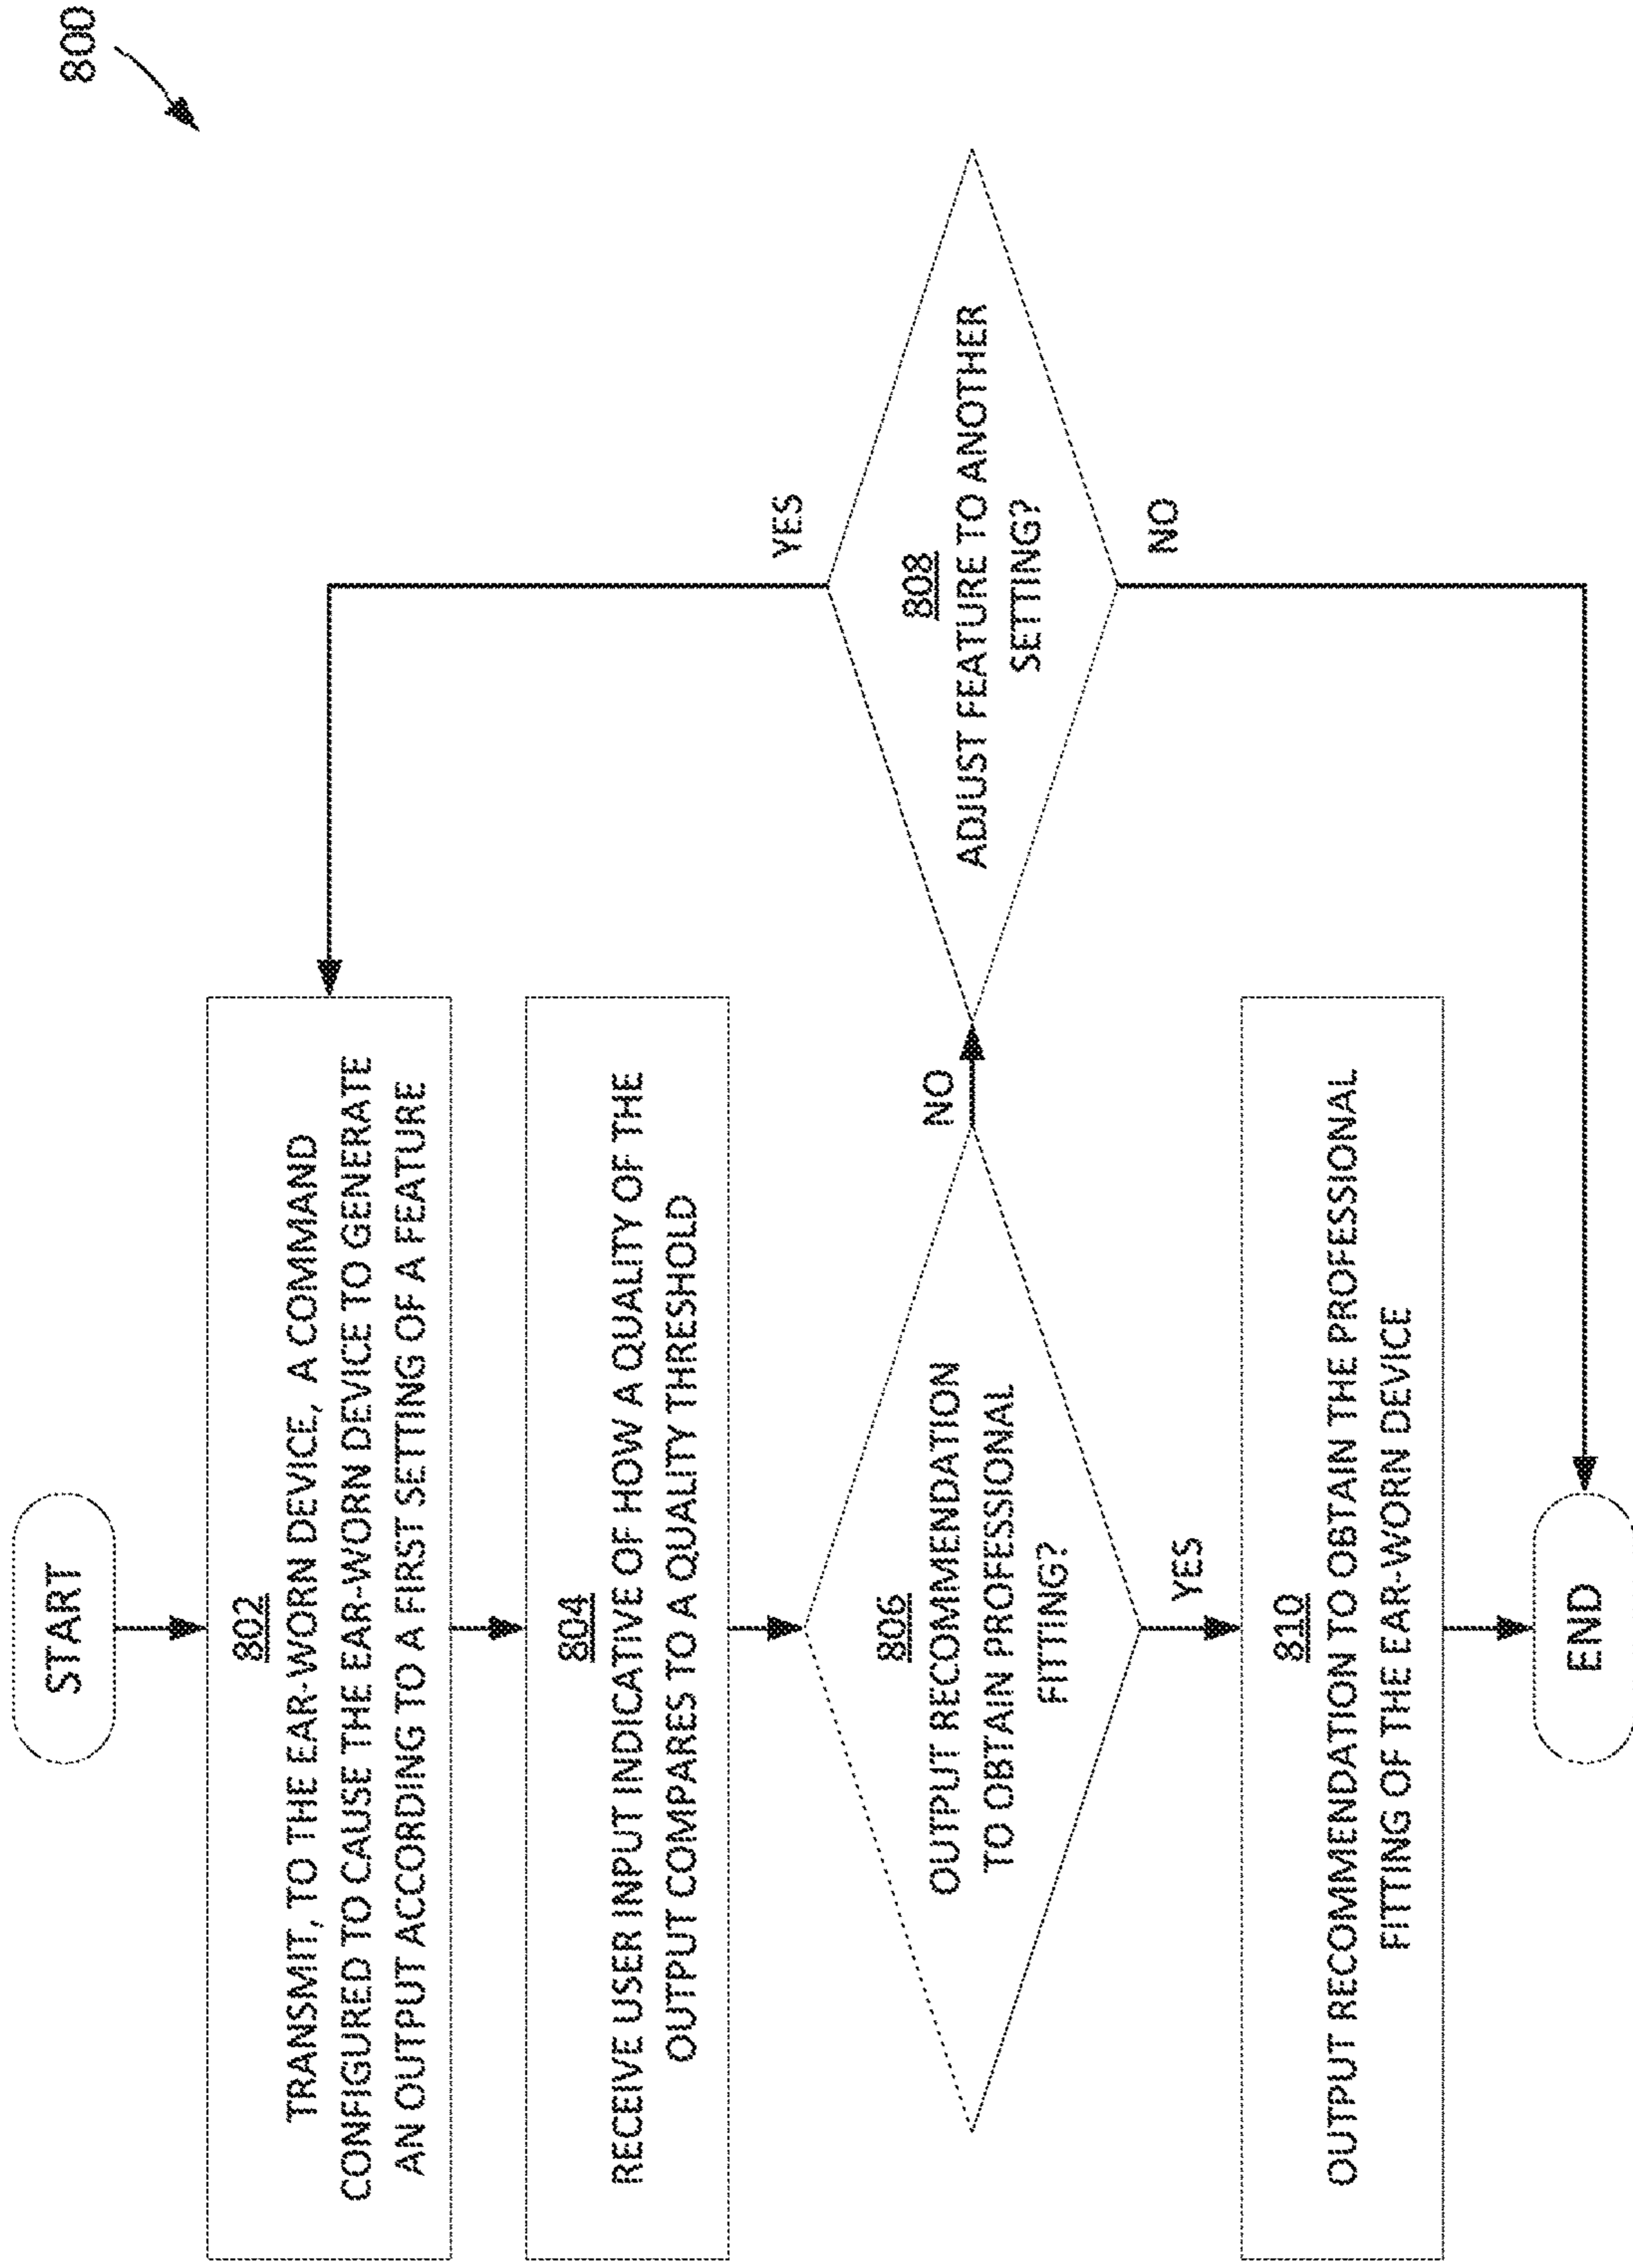 800
START
802
TRANSMIT, TO THE EAR-WORN DEVICE, A COMMAND
CONFIGURED TO CAUSE THE EAR-WORN DEVICE TO GENERATE
AN OUTPUT ACCORDING TO A FIRST SETTING OF A FEATURE
804
RECEIVE USER INPUT INDICATIVE OF HOW A QUALITY OF THE
OUTPUT COMPARES TO A QUALITY THRESHOLD
806
OUTPUT RECOMMENDATION
TO OBTAIN PROFESSIONAL
FITTING?
NO
YES
808
ADJUST FEATURE TO ANOTHER
SETTING?
YES
NO
810
OUTPUT RECOMMENDATION TO OBTAIN THE PROFESSIONAL
FITTING OF THE EAR-WORN DEVICE
END